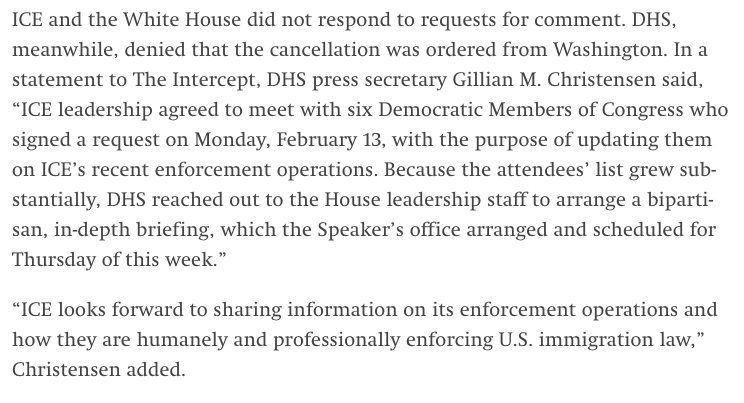 ICE and the White House did not respond to requests for comment. DHS,
meanwhile, denied that the cancellation was ordered from Washington. In a
statement to The Intercept, DHS press secretary Gillian M. Christensen said,
“ICE leadership agreed to meet with six Democratic Members of Congress who
signed a request on Monday, February 13, with the purpose of updating them
on ICE’s recent enforcement operations. Because the attendees’ list grew sub-
stantially, DHS reached out to the House leadership staff to arrange a biparti-
san, in-depth briefing, which the Speaker’s office arranged and scheduled for
Thursday of this week.”
“ICE looks forward to sharing information on its enforcement operations and
how they are humanely and professionally enforcing U.S. immigration law,”
Christensen added.